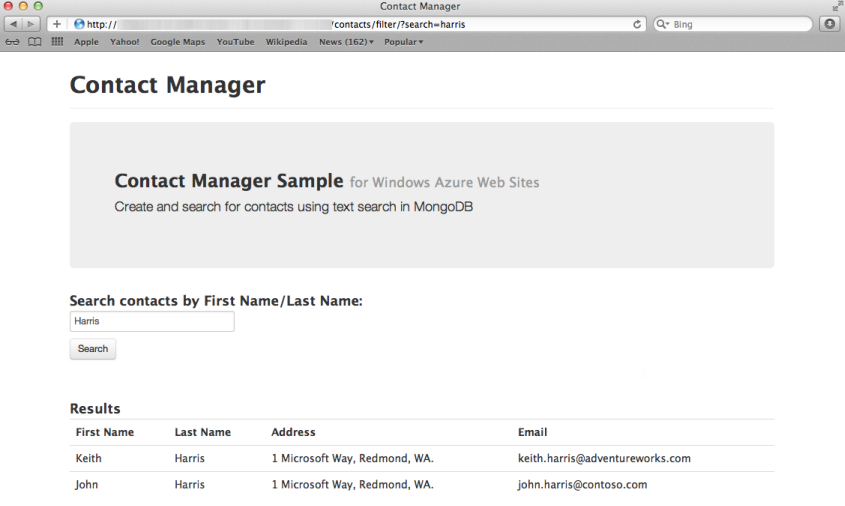 Contact Manager
http:// /contacts/filter/?search=harris
Bing
Apple Yahoo! Google Maps YouTube Wikipedia News (162)▾ Popular▾
Contact Manager
Contact Manager Sample for Windows Azure Web Sites
Create and search for contacts using text search in MongoDB
Search contacts by First Name/Last Name:
Harris
Search
Results
First Name Last Name Address Email
Keith Harris 1 Microsoft Way, Redmond, WA. keith.harris@adventureworks.com
John Harris 1 Microsoft Way, Redmond, WA. john.harris@contoso.com